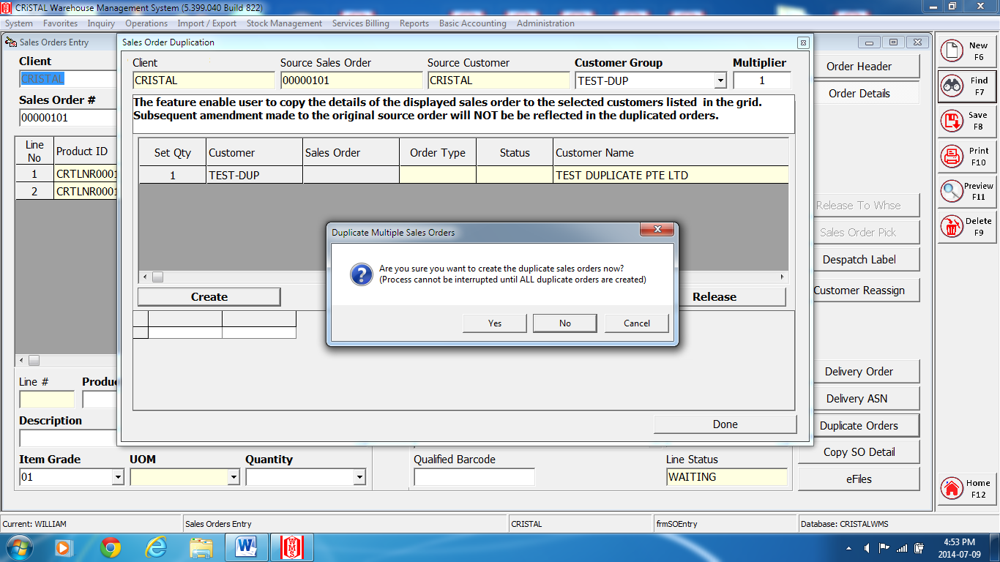 CRiSTAL Warehouse Management System (5.399.040 Build 822)
System Favorites Inquiry Operations Import / Export Stock Management Services Billing Reports Basic Accounting Administration
Sales Orders Entry
Sales Order Duplication
Client
CRISTAL
Sales Order #
00000101
Line No Product ID
1 CRTLNR0001
2 CRTLNR0001
Client Source Sales Order Source Customer Customer Group Multiplier
CRISTAL 00000101 CRISTAL TEST-DUP 1
The feature enable user to copy the details of the displayed sales order to the selected customers listed in the grid.
Subsequent amendment made to the original source order will NOT be be reflected in the duplicated orders.
Set Qty Customer Sales Order Order Type Status Customer Name
1 TEST-DUP TEST DUPLICATE PTE LTD
Duplicate Multiple Sales Orders
Are you sure you want to create the duplicate sales orders now?
(Process cannot be interrupted until ALL duplicate orders are created)
Yes No Cancel
Create
Release
Done
Order Header
Order Details
Release To Whse
Sales Order Pick
Despatch Label
Customer Reassign
Delivery Order
Delivery ASN
Duplicate Orders
Copy SO Detail
eFiles
New F6
Find F7
Save F8
Print F10
Preview F11
Delete F9
Home F12
Line # Produc
Description
Item Grade UOM Quantity Qualified Barcode Line Status
01 WAITING
Current: WILLIAM Sales Orders Entry CRISTAL frmSOEntry Database: CRISTALWMS
WMS
4:53 PM
2014-07-09